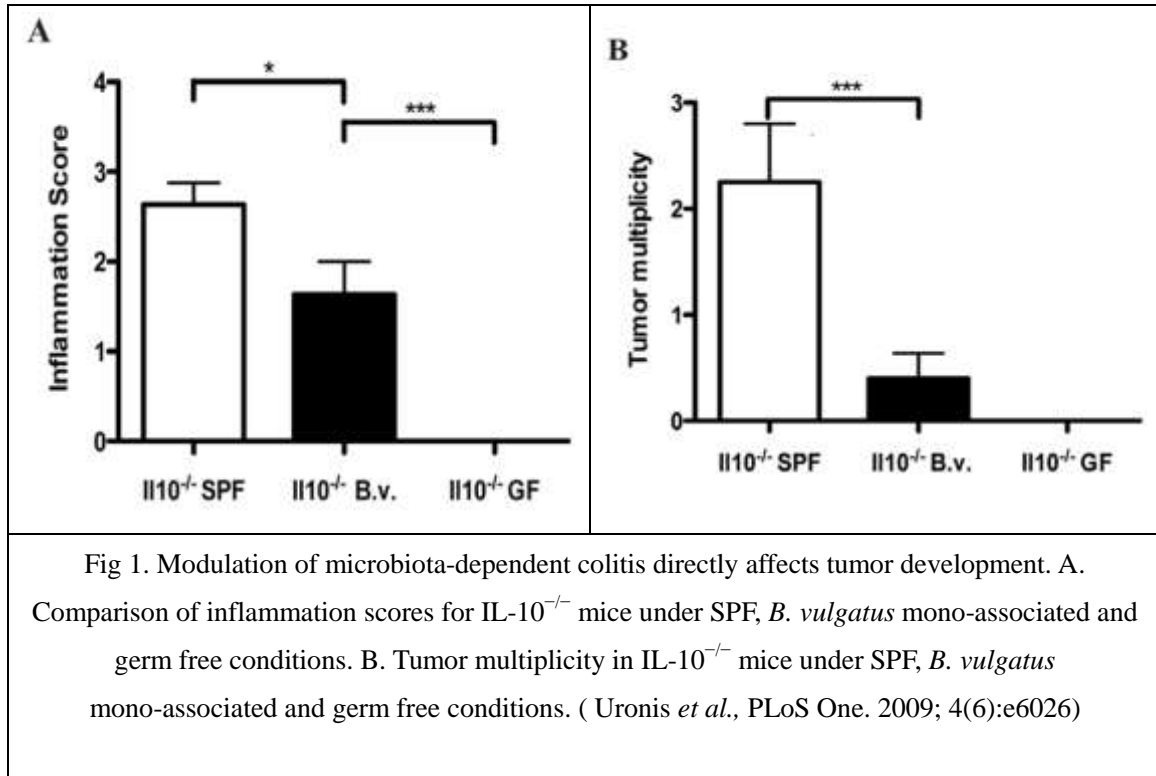 A
Inflammation Score
4
3
2
1
0
*
***
Il10⁻/⁻ SPF
Il10⁻/⁻ B.v.
Il10⁻/⁻ GF
B
Tumor multiplicity
3
2
1
0
***
Il10⁻/⁻ SPF
Il10⁻/⁻ B.v.
Il10⁻/⁻ GF
Fig 1. Modulation of microbiota-dependent colitis directly affects tumor development. A.
Comparison of inflammation scores for IL-10⁻/⁻ mice under SPF, B. vulgatus mono-associated and
germ free conditions. B. Tumor multiplicity in IL-10⁻/⁻ mice under SPF, B. vulgatus
mono-associated and germ free conditions. ( Uronis et al., PLoS One. 2009; 4(6):e6026)